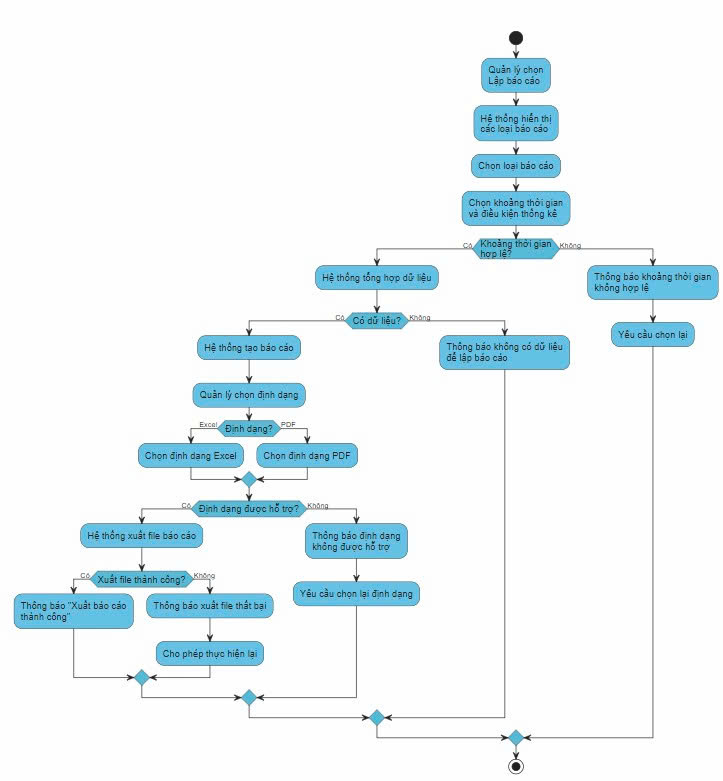 Quản lý chọn
Lập báo cáo
Hệ thống hiển thị
các loại báo cáo
Chọn loại báo cáo
Chọn khoảng thời gian
và điều kiện thống kê
Có
Khoảng thời gian
hợp lệ?
Không
Hệ thống tổng hợp dữ liệu
Thông báo khoảng thời gian
không hợp lệ
Yêu cầu chọn lại
Có
Có dữ liệu?
Không
Hệ thống tạo báo cáo
Thông báo không có dữ liệu
để lập báo cáo
Quản lý chọn định dạng
Excel
Định dạng?
PDF
Chọn định dạng Excel
Chọn định dạng PDF
Có
Định dạng được hỗ trợ?
Không
Hệ thống xuất file báo cáo
Thông báo định dạng
không được hỗ trợ
Có
Xuất file thành công?
Không
Yêu cầu chọn lại định dạng
Thông báo "Xuất báo cáo
thành công"
Thông báo xuất file thất bại
Cho phép thực hiện lại